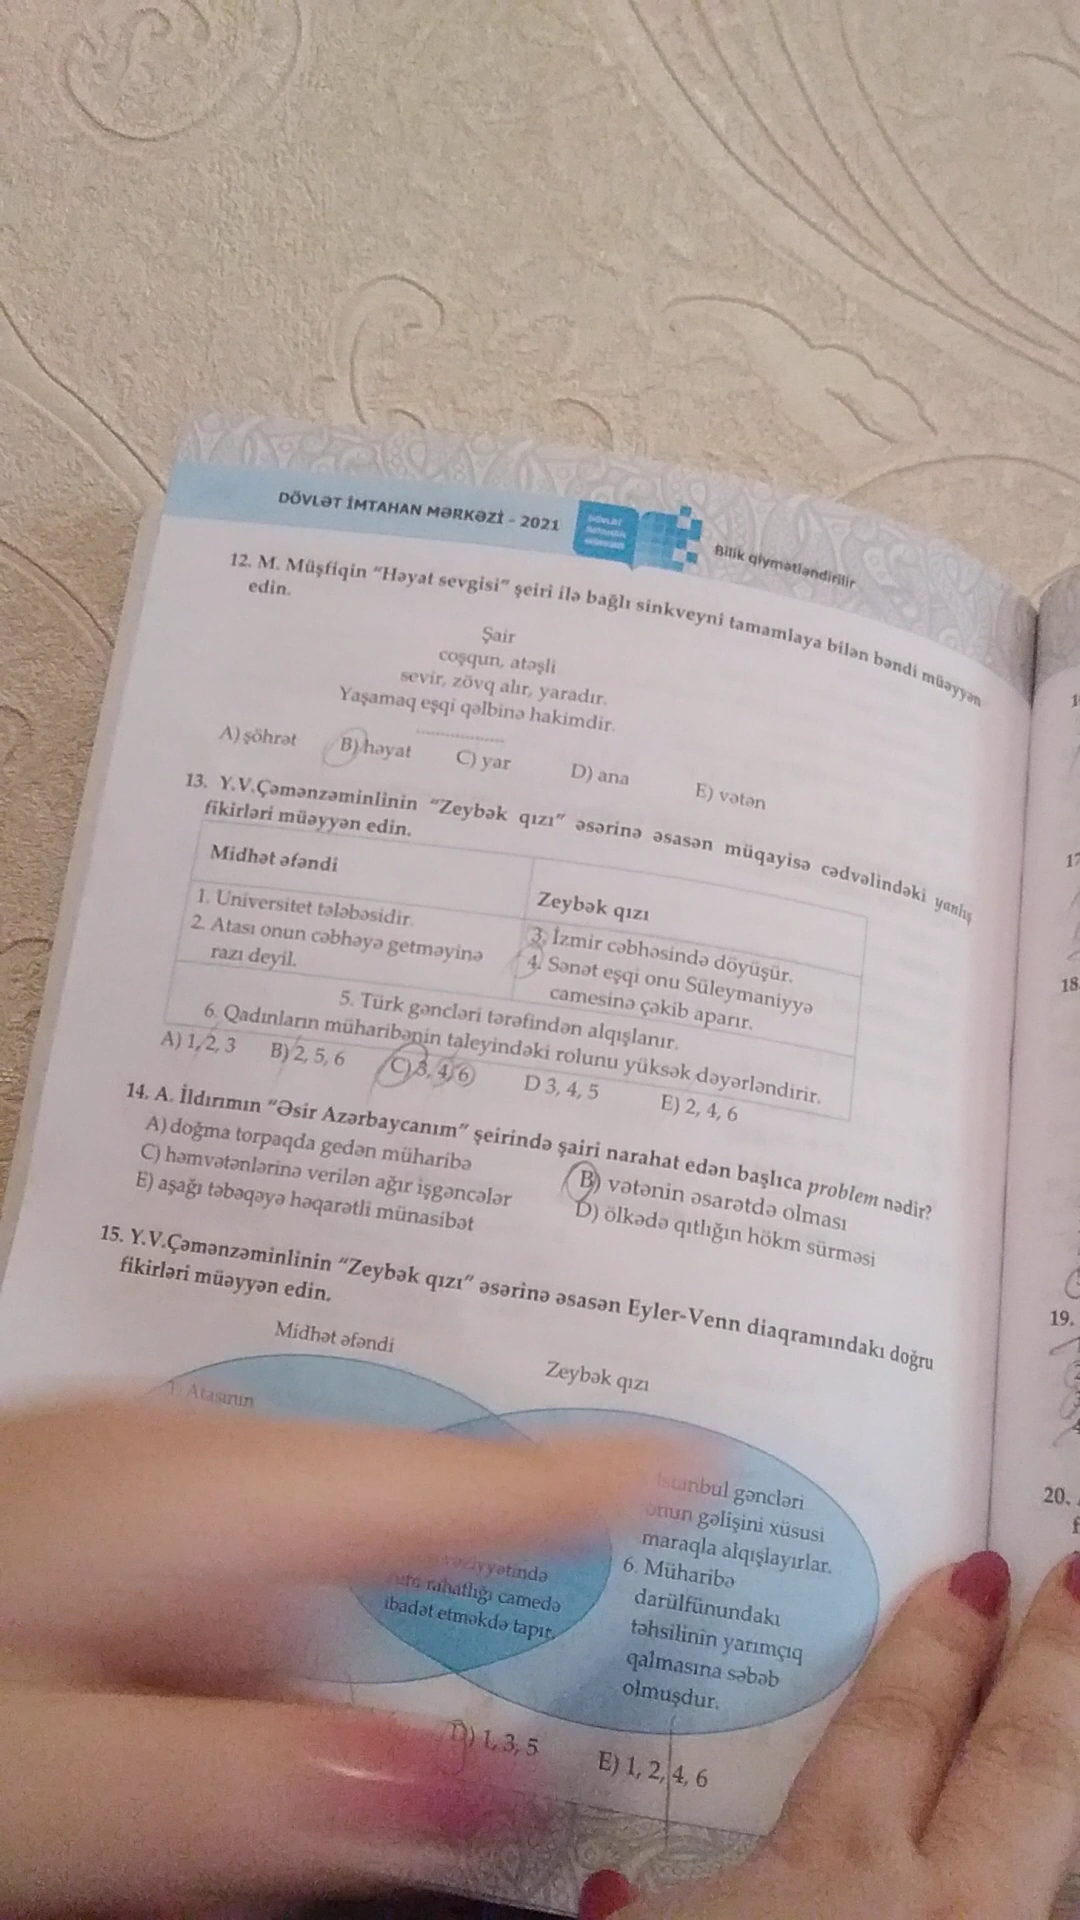 DÖVLƏT İMTAHAN MƏRKƏZİ - 2021
Bilik qiymətləndirilir
12. M. Müşfiqin "Həyat sevgisi" şeiri ilə bağlı sinkveyni tamamlaya bilən bəndi müəyyən
edin.
Şair
coşqun, atəşli
sevir, zövq alır, yaradır.
Yaşamaq eşqi qəlbinə hakimdir.
...................
A) şöhrət B) həyat C) yar D) ana E) vətən
13. Y.V.Çəmənzəminlinin "Zeybək qızı" əsərinə əsasən müqayisə cədvəlindəki yanlış
fikirləri müəyyən edin.
Midhət əfəndi
Zeybək qızı
1. Universitet tələbəsidir.
2. Atası onun cəbhəyə getməyinə
razı deyil.
3. İzmir cəbhəsində döyüşür.
4. Sənət eşqi onu Süleymaniyyə
camesinə çəkib aparır.
5. Türk gəncləri tərəfindən alqışlanır.
6. Qadınların müharibənin taleyindəki rolunu yüksək dəyərləndirir.
A) 1, 2, 3 B) 2, 5, 6 C) 3, 4, 6 D 3, 4, 5 E) 2, 4, 6
14. A. İldırımın "Əsir Azərbaycanım" şeirində şairi narahat edən başlıca problem nədir?
A) doğma torpaqda gedən müharibə
B) vətənin əsarətdə olması
C) həmvətənlərinə verilən ağır işgəncələr
D) ölkədə qıtlığın hökm sürməsi
E) aşağı təbəqəyə həqarətli münasibət
15. Y.V.Çəmənzəminlinin "Zeybək qızı" əsərinə əsasən Eyler-Venn diaqramındakı doğru
fikirləri müəyyən edin.
Midhət əfəndi
Zeybək qızı
1. Atasının
vəziyyətində
rahatlığı camedə
ibadət etməkdə tapır.
İstanbul gəncləri
onun gəlişini xüsusi
maraqla alqışlayırlar.
6. Müharibə
darülfünundakı
təhsilinin yarımçıq
qalmasına səbəb
olmuşdur.
D) 1, 3, 5 E) 1, 2, 4, 6
17
18
19.
20.